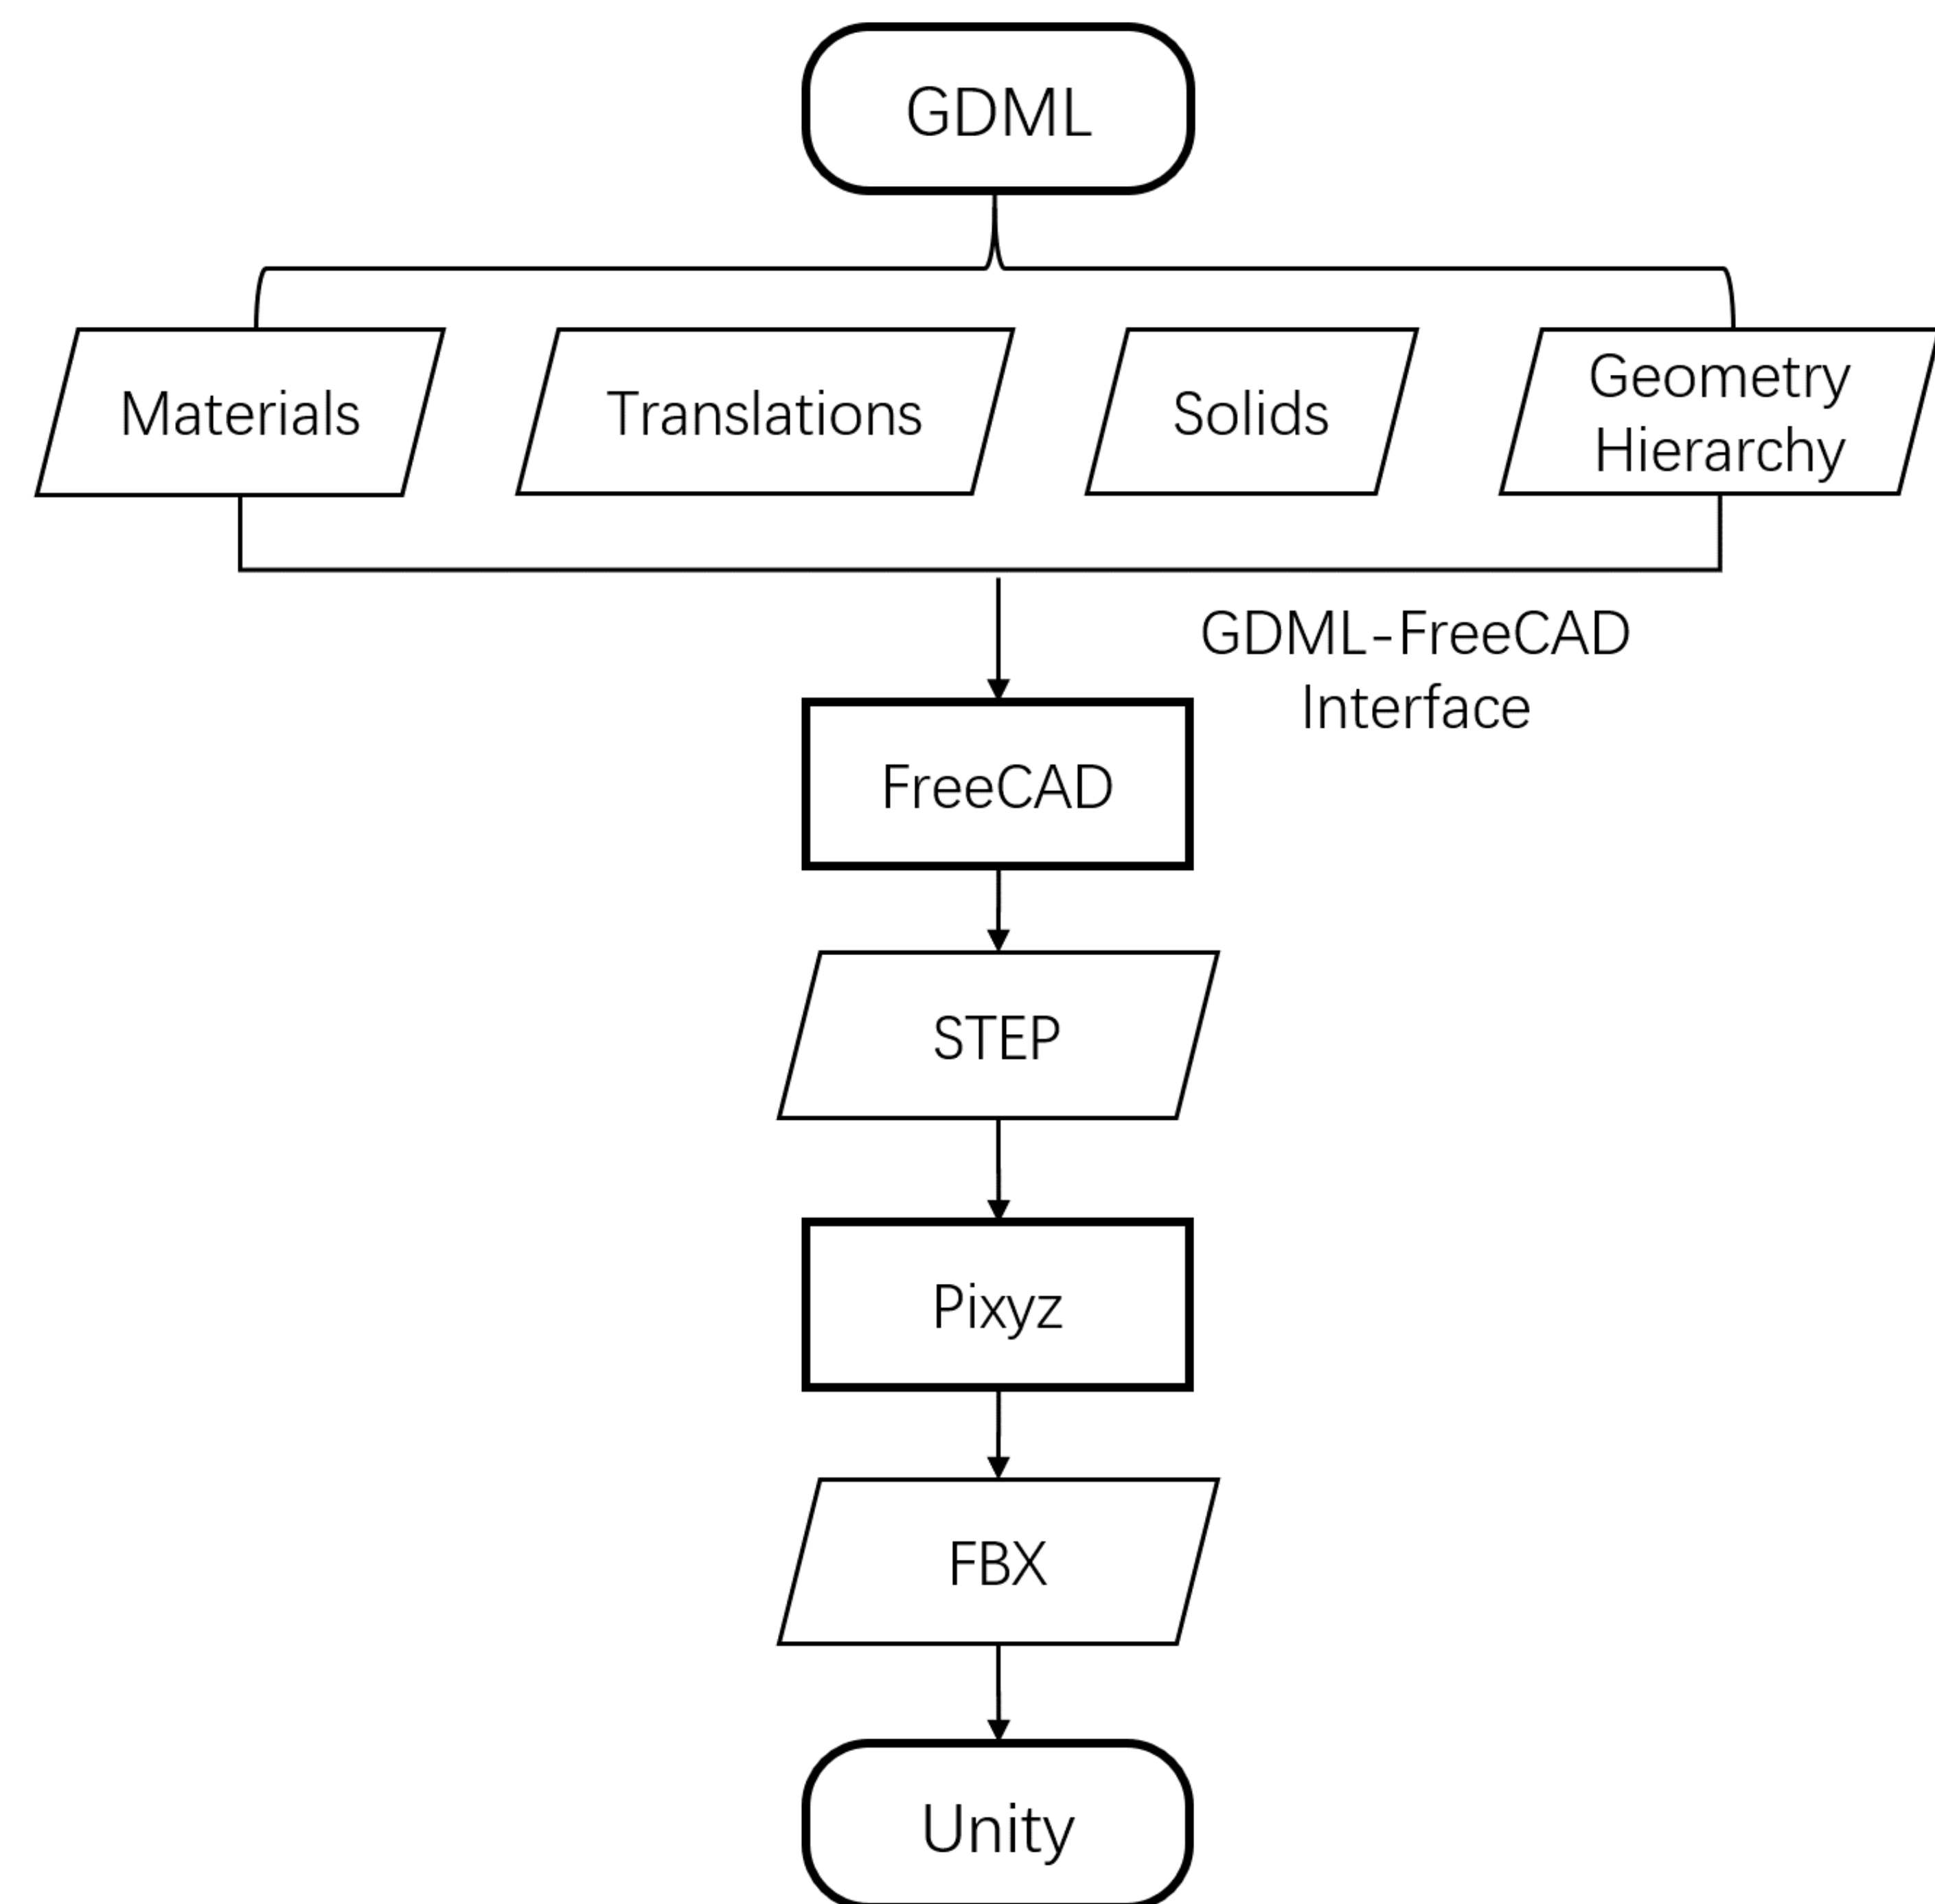 GDML
Materials
Translations
Solids
Geometry
Hierarchy
GDML-FreeCAD
Interface
FreeCAD
STEP
Pixyz
FBX
Unity